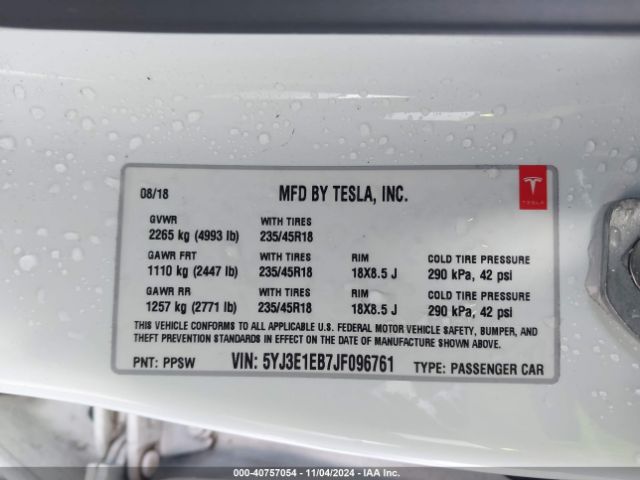 08/18 MFD BY TESLA, INC.
TESLA
GVWR WITH TIRES
2265 kg (4993 lb) 235/45R18
GAWR FRT WITH TIRES RIM COLD TIRE PRESSURE
1110 kg (2447 lb) 235/45R18 18X8.5 J 290 kPa, 42 psi
GAWR RR WITH TIRES RIM COLD TIRE PRESSURE
1257 kg (2771 lb) 235/45R18 18X8.5 J 290 kPa, 42 psi
THIS VEHICLE CONFORMS TO ALL APPLICABLE U.S. FEDERAL MOTOR VEHICLE SAFETY, BUMPER, AND
THEFT PREVENTION STANDARDS IN EFFECT ON THE DATE OF MANUFACTURE SHOWN ABOVE.
PNT: PPSW VIN: 5YJ3E1EB7JF096761 TYPE: PASSENGER CAR
000-40757054 - 11/04/2024 - IAA Inc.